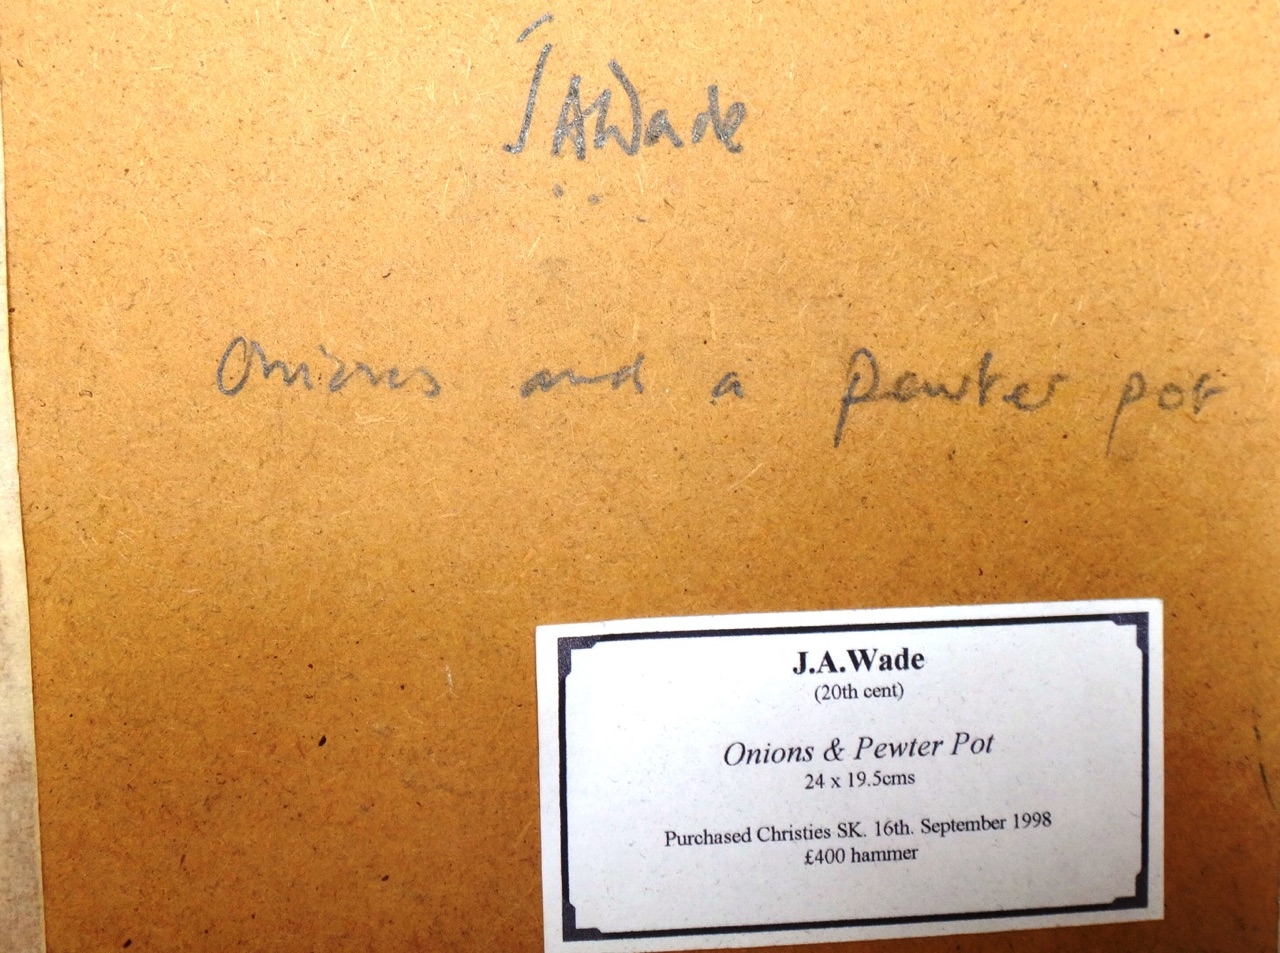 JAWade
Onions and a pewter pot
J.A.Wade
(20th cent)
Onions & Pewter Pot
24 x 19.5cms
Purchased Christies SK. 16th. September 1998
£400 hammer